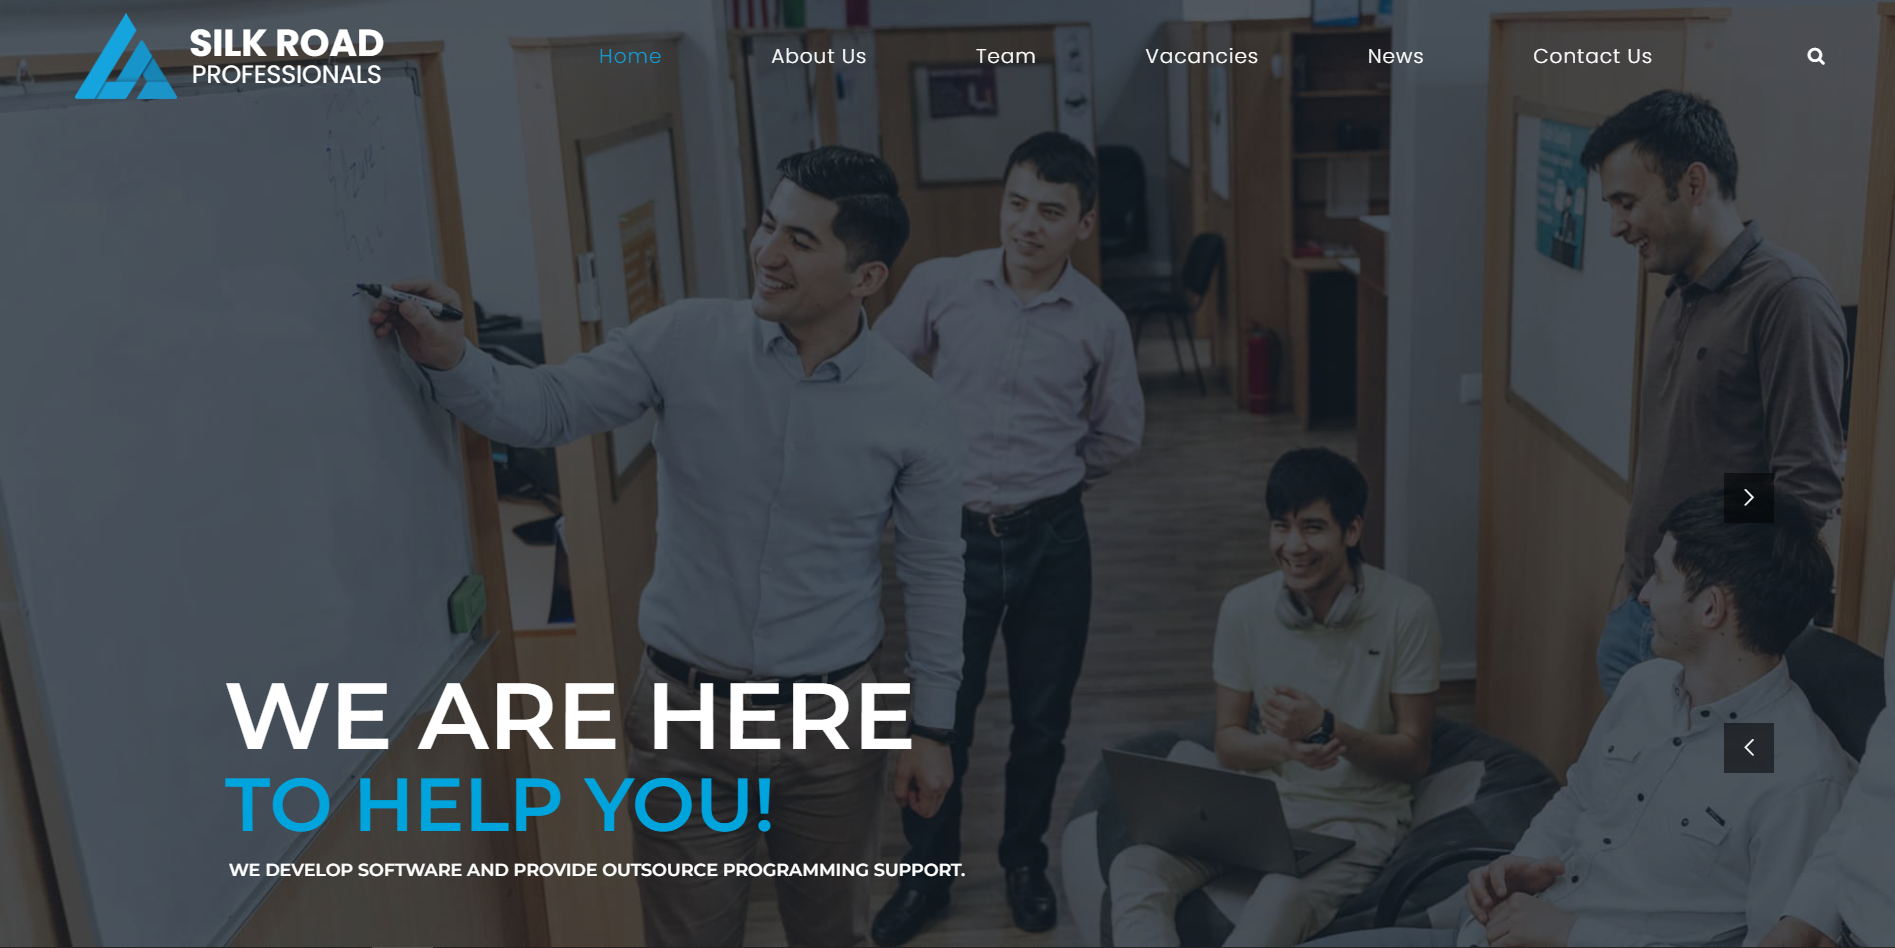 SILK ROAD
PROFESSIONALS
Home About Us Team Vacancies News Contact Us
WE ARE HERE
TO HELP YOU!
WE DEVELOP SOFTWARE AND PROVIDE OUTSOURCE PROGRAMMING SUPPORT.